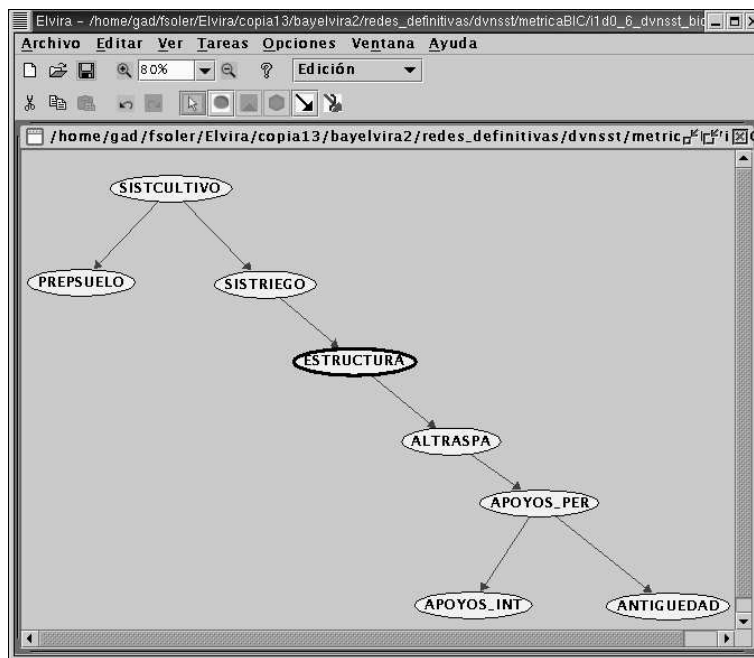 Elvira – /home/gad/fsoler/Elvira/copia13/bayelvira2/redes_definitivas/dvnsst/metricaBIC/i1d0_6_dvnsst_bic
Archivo Editar Ver Tareas Opciones Ventana Ayuda
80% Edición
/home/gad/fsoler/Elvira/copia13/bayelvira2/redes_definitivas/dvnsst/metric
SISTCULTIVO
PREPSUELO
SISTRIEGO
ESTRUCTURA
ALTRASPA
APOYOS_PER
APOYOS_INT
ANTIGUEDAD